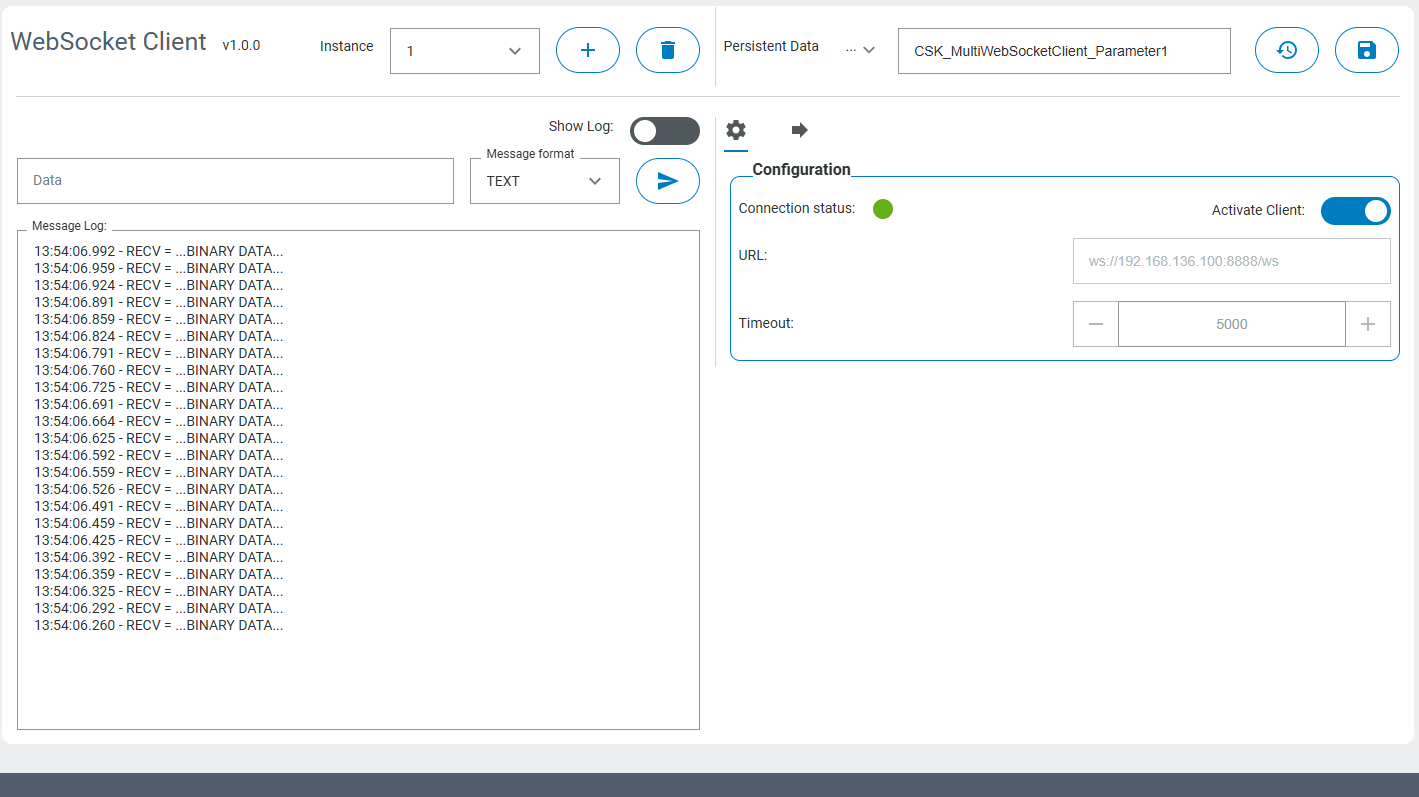 WebSocket Client v1.0.0 Instance 1 Persistent Data ... CSK_MultiWebSocketClient_Parameter1
Show Log:
Message format
Data TEXT
Message Log:
13:54:06.992 - RECV = ...BINARY DATA...
13:54:06.959 - RECV = ...BINARY DATA...
13:54:06.924 - RECV = ...BINARY DATA...
13:54:06.891 - RECV = ...BINARY DATA...
13:54:06.859 - RECV = ...BINARY DATA...
13:54:06.824 - RECV = ...BINARY DATA...
13:54:06.791 - RECV = ...BINARY DATA...
13:54:06.760 - RECV = ...BINARY DATA...
13:54:06.725 - RECV = ...BINARY DATA...
13:54:06.691 - RECV = ...BINARY DATA...
13:54:06.664 - RECV = ...BINARY DATA...
13:54:06.625 - RECV = ...BINARY DATA...
13:54:06.592 - RECV = ...BINARY DATA...
13:54:06.559 - RECV = ...BINARY DATA...
13:54:06.526 - RECV = ...BINARY DATA...
13:54:06.491 - RECV = ...BINARY DATA...
13:54:06.459 - RECV = ...BINARY DATA...
13:54:06.425 - RECV = ...BINARY DATA...
13:54:06.392 - RECV = ...BINARY DATA...
13:54:06.359 - RECV = ...BINARY DATA...
13:54:06.325 - RECV = ...BINARY DATA...
13:54:06.292 - RECV = ...BINARY DATA...
13:54:06.260 - RECV = ...BINARY DATA...
Configuration
Connection status: Activate Client:
URL: ws://192.168.136.100:8888/ws
Timeout: 5000